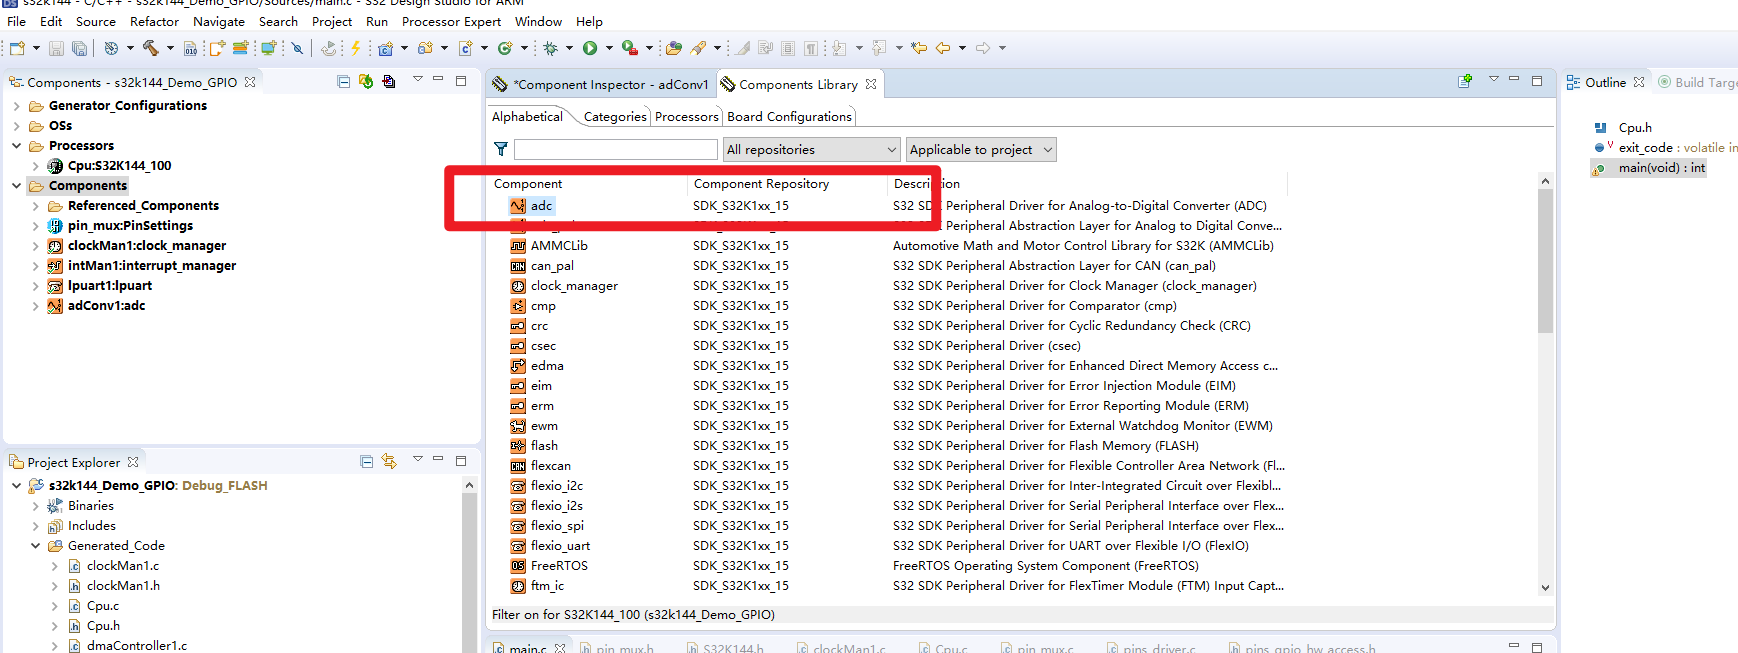 s32k144 - C/C++ - s32k144_Demo_GPIO/Sources/main.c - S32 Design Studio for ARM
File Edit Source Refactor Navigate Search Project Run Processor Expert Window Help
Components - s32k144_Demo_GPIO
Generator_Configurations
OSs
Processors
Cpu:S32K144_100
Components
Referenced_Components
pin_mux:PinSettings
clockMan1:clock_manager
intMan1:interrupt_manager
lpuart1:lpuart
adConv1:adc
Project Explorer
s32k144_Demo_GPIO: Debug_FLASH
Binaries
Includes
Generated_Code
clockMan1.c
clockMan1.h
Cpu.c
Cpu.h
dmaController1.c
*Component Inspector - adConv1 Components Library
Alphabetical Categories Processors Board Configurations
All repositories Applicable to project
Component Component Repository
adc SDK_S32K1xx_15 S32 SDK Peripheral Driver for Analog-to-Digital Converter (ADC)
Peripheral Abstraction Layer for Analog to Digital Conve...
AMMCLib SDK_S32K1xx_15 Automotive Math and Motor Control Library for S32K (AMMCLib)
can_pal SDK_S32K1xx_15 S32 SDK Peripheral Abstraction Layer for CAN (can_pal)
clock_manager SDK_S32K1xx_15 S32 SDK Peripheral Driver for Clock Manager (clock_manager)
cmp SDK_S32K1xx_15 S32 SDK Peripheral Driver for Comparator (cmp)
crc SDK_S32K1xx_15 S32 SDK Peripheral Driver for Cyclic Redundancy Check (CRC)
csec SDK_S32K1xx_15 S32 SDK Peripheral Driver (csec)
edma SDK_S32K1xx_15 S32 SDK Peripheral Driver for Enhanced Direct Memory Access c...
eim SDK_S32K1xx_15 S32 SDK Peripheral Driver for Error Injection Module (EIM)
erm SDK_S32K1xx_15 S32 SDK Peripheral Driver for Error Reporting Module (ERM)
ewm SDK_S32K1xx_15 S32 SDK Peripheral Driver for External Watchdog Monitor (EWM)
flash SDK_S32K1xx_15 S32 SDK Peripheral Driver for Flash Memory (FLASH)
flexcan SDK_S32K1xx_15 S32 SDK Peripheral Driver for Flexible Controller Area Network (Fl...
flexio_i2c SDK_S32K1xx_15 S32 SDK Peripheral Driver for Inter-Integrated Circuit over Flexibl...
flexio_i2s SDK_S32K1xx_15 S32 SDK Peripheral Driver for Serial Peripheral Interface over Flex...
flexio_spi SDK_S32K1xx_15 S32 SDK Peripheral Driver for Serial Peripheral Interface over Flex...
flexio_uart SDK_S32K1xx_15 S32 SDK Peripheral Driver for UART over Flexible I/O (FlexIO)
FreeRTOS SDK_S32K1xx_15 FreeRTOS Operating System Component (FreeRTOS)
ftm_ic SDK_S32K1xx_15 S32 SDK Peripheral Driver for FlexTimer Module (FTM) Input Capt...
Filter on for S32K144_100 (s32k144_Demo_GPIO)
main.c pin_mux.h S32K144.h clockMan1.c Cpu.c pin_mux.c pins_driver.c pins_gpio_hw_access.h
Outline Build Targe
Cpu.h
exit_code : volatile in
main(void) : int